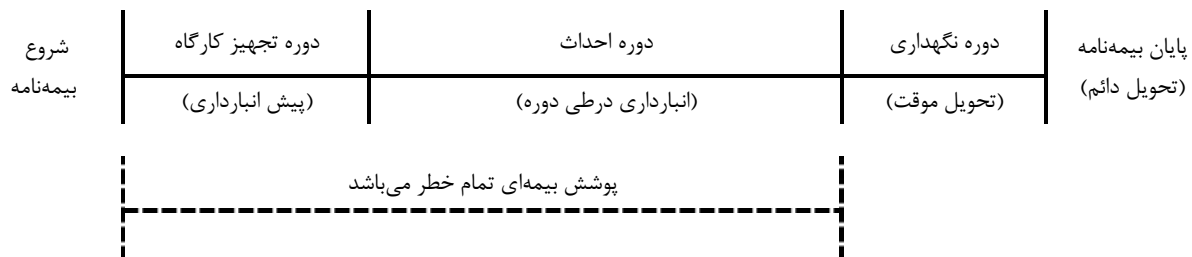 شروع
بیمه‌نامه
دوره تجهیز کارگاه
(پیش انبارداری)
دوره احداث
(انبارداری درطی دوره)
دوره نگهداری
(تحویل موقت)
پایان بیمه‌نامه
(تحویل دائم)
پوشش بیمه‌ای تمام خطر می‌باشد